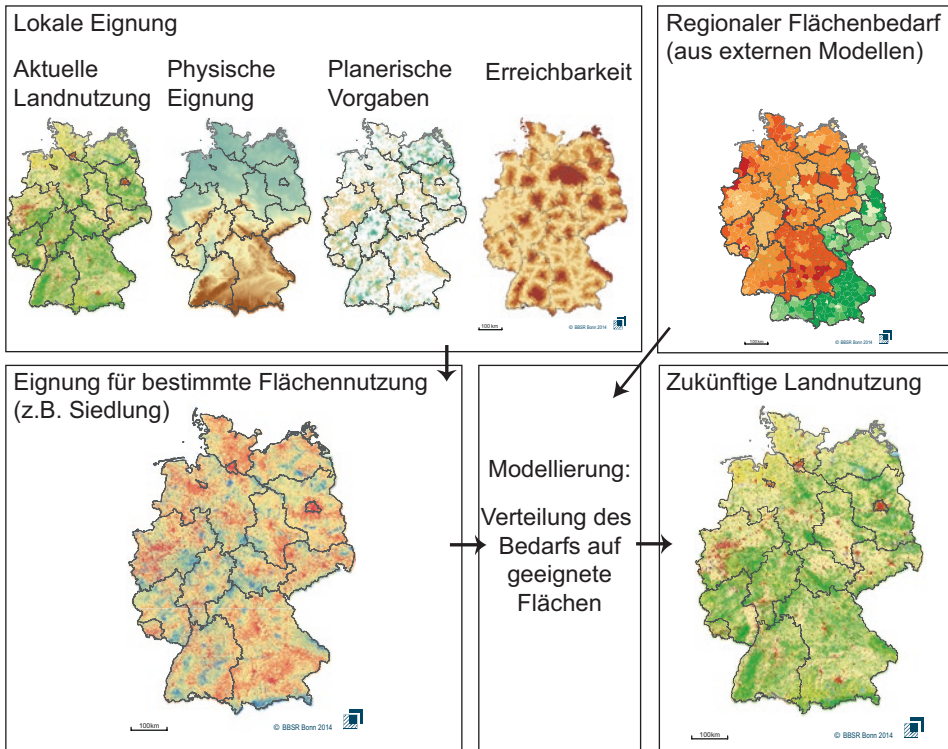 Lokale Eignung
Aktuelle
Landnutzung
Physische
Eignung
Planerische
Vorgaben
Erreichbarkeit
100 km
© BBSR Bonn 2014
Regionaler Flächenbedarf
(aus externen Modellen)
100 km
© BBSR Bonn 2014
Eignung für bestimmte Flächennutzung
(z.B. Siedlung)
100km
© BBSR Bonn 2014
Modellierung:
Verteilung des
Bedarfs auf
geeignete
Flächen
Zukünftige Landnutzung
100km
© BBSR Bonn 2014